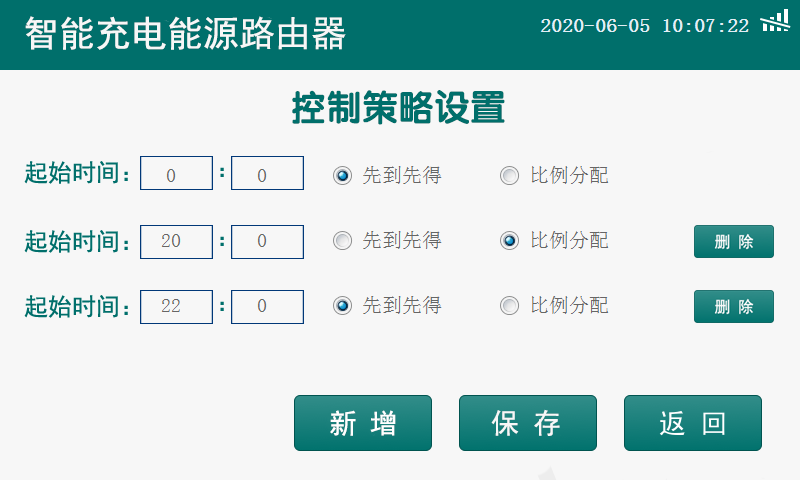 智能充电能源路由器 2020-06-05 10:07:22
控制策略设置
起始时间: 0 : 0 先到先得 比例分配
起始时间: 20 : 0 先到先得 比例分配 删 除
起始时间: 22 : 0 先到先得 比例分配 删 除
新 增 保 存 返 回